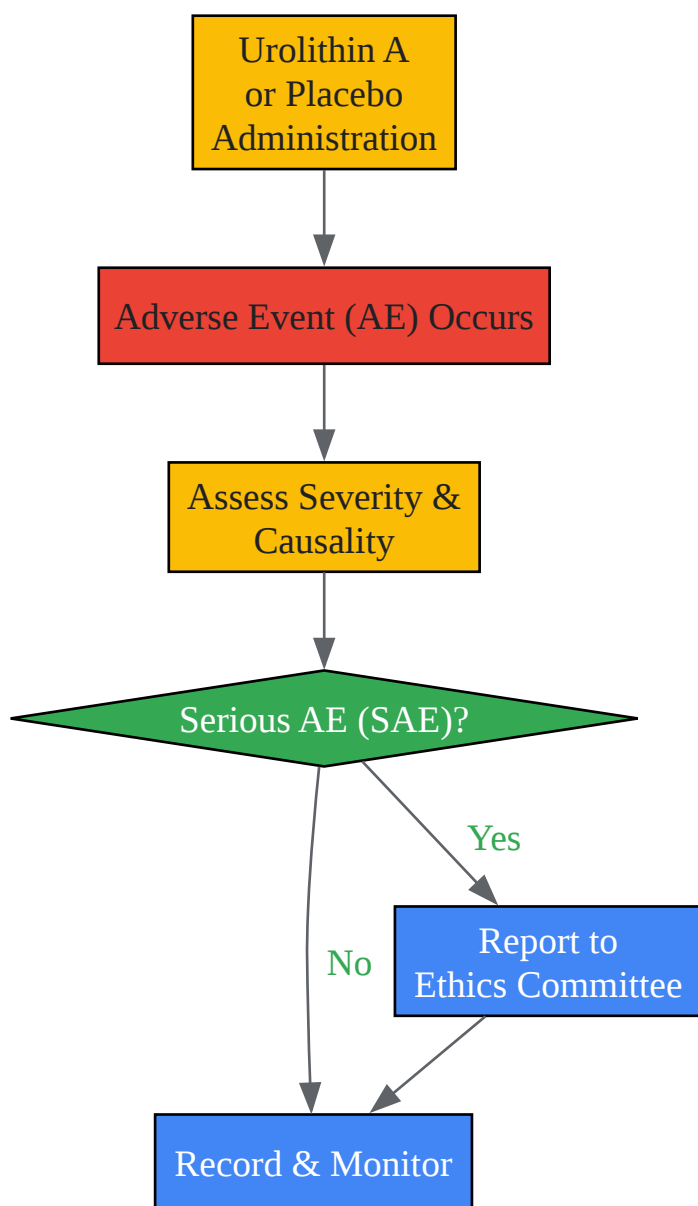 Urolithin A
or Placebo
Administration
Adverse Event (AE) Occurs
Assess Severity &
Causality
Serious AE (SAE)?
Yes
Report to
Ethics Committee
No
Record & Monitor